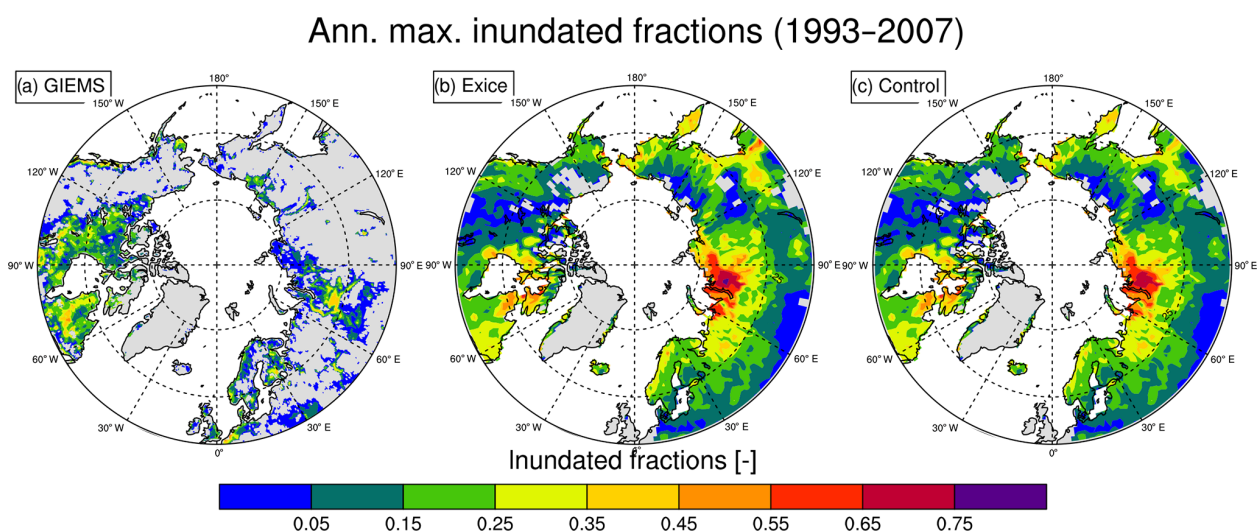 Ann. max. inundated fractions (1993−2007)
(a) GIEMS
180°
150° W
150° E
120° W
120° E
90° W
90° E
60° W
60° E
30° W
30° E
0°
(b) Exice
180°
150° W
150° E
120° W
120° E
90° W
90° E
60° W
60° E
30° W
30° E
0°
(c) Control
180°
150° W
150° E
120° W
120° E
90° W
90° E
60° W
60° E
30° W
30° E
0°
Inundated fractions [-]
0.05 0.15 0.25 0.35 0.45 0.55 0.65 0.75